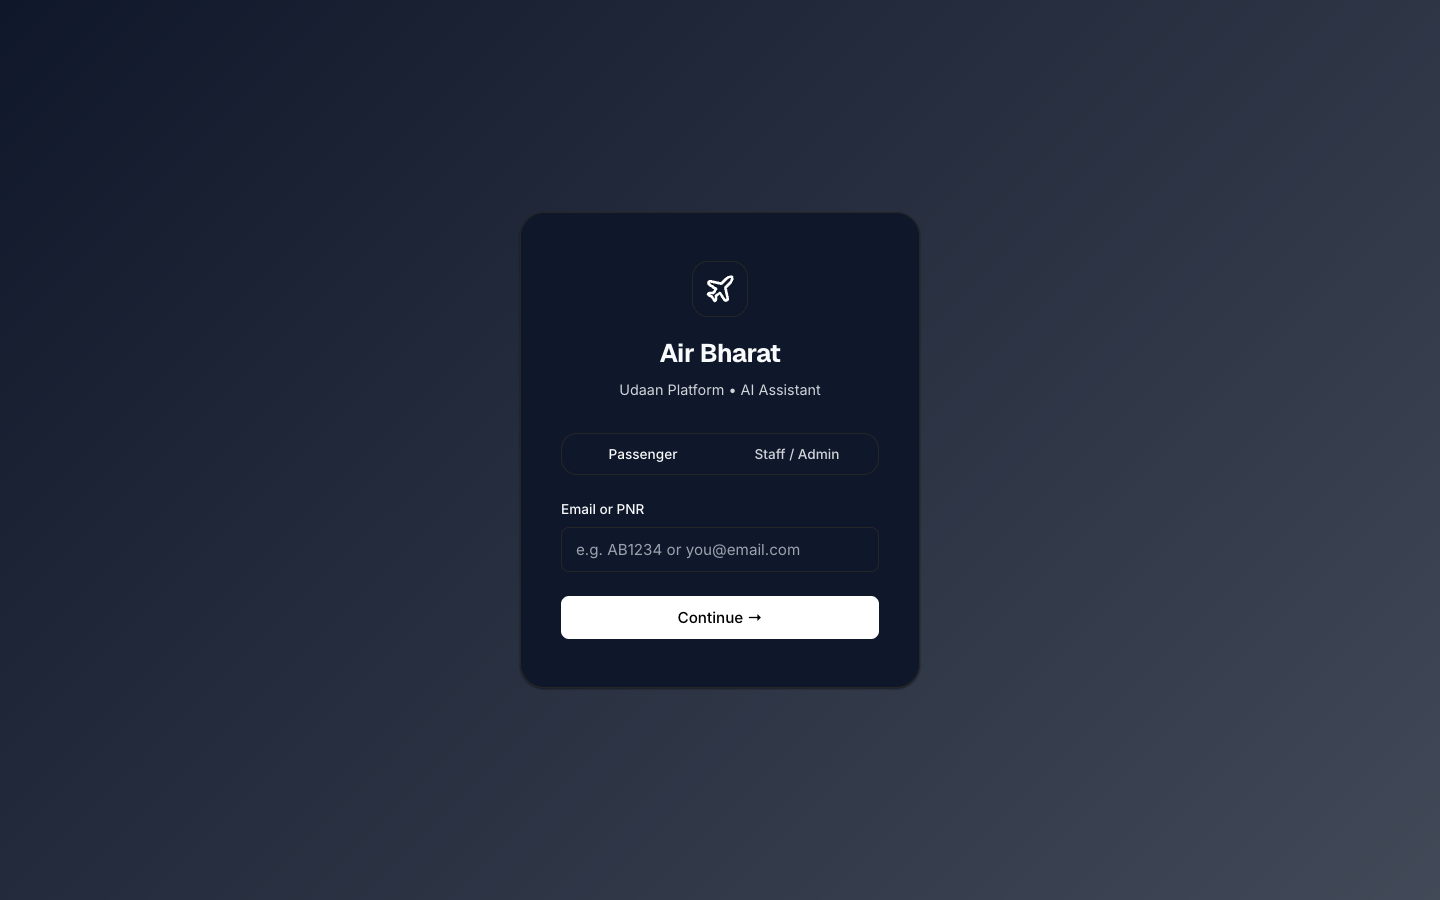 Air Bharat
Udaan Platform • AI Assistant
Passenger
Staff / Admin
Email or PNR
e.g. AB1234 or you@email.com
Continue →